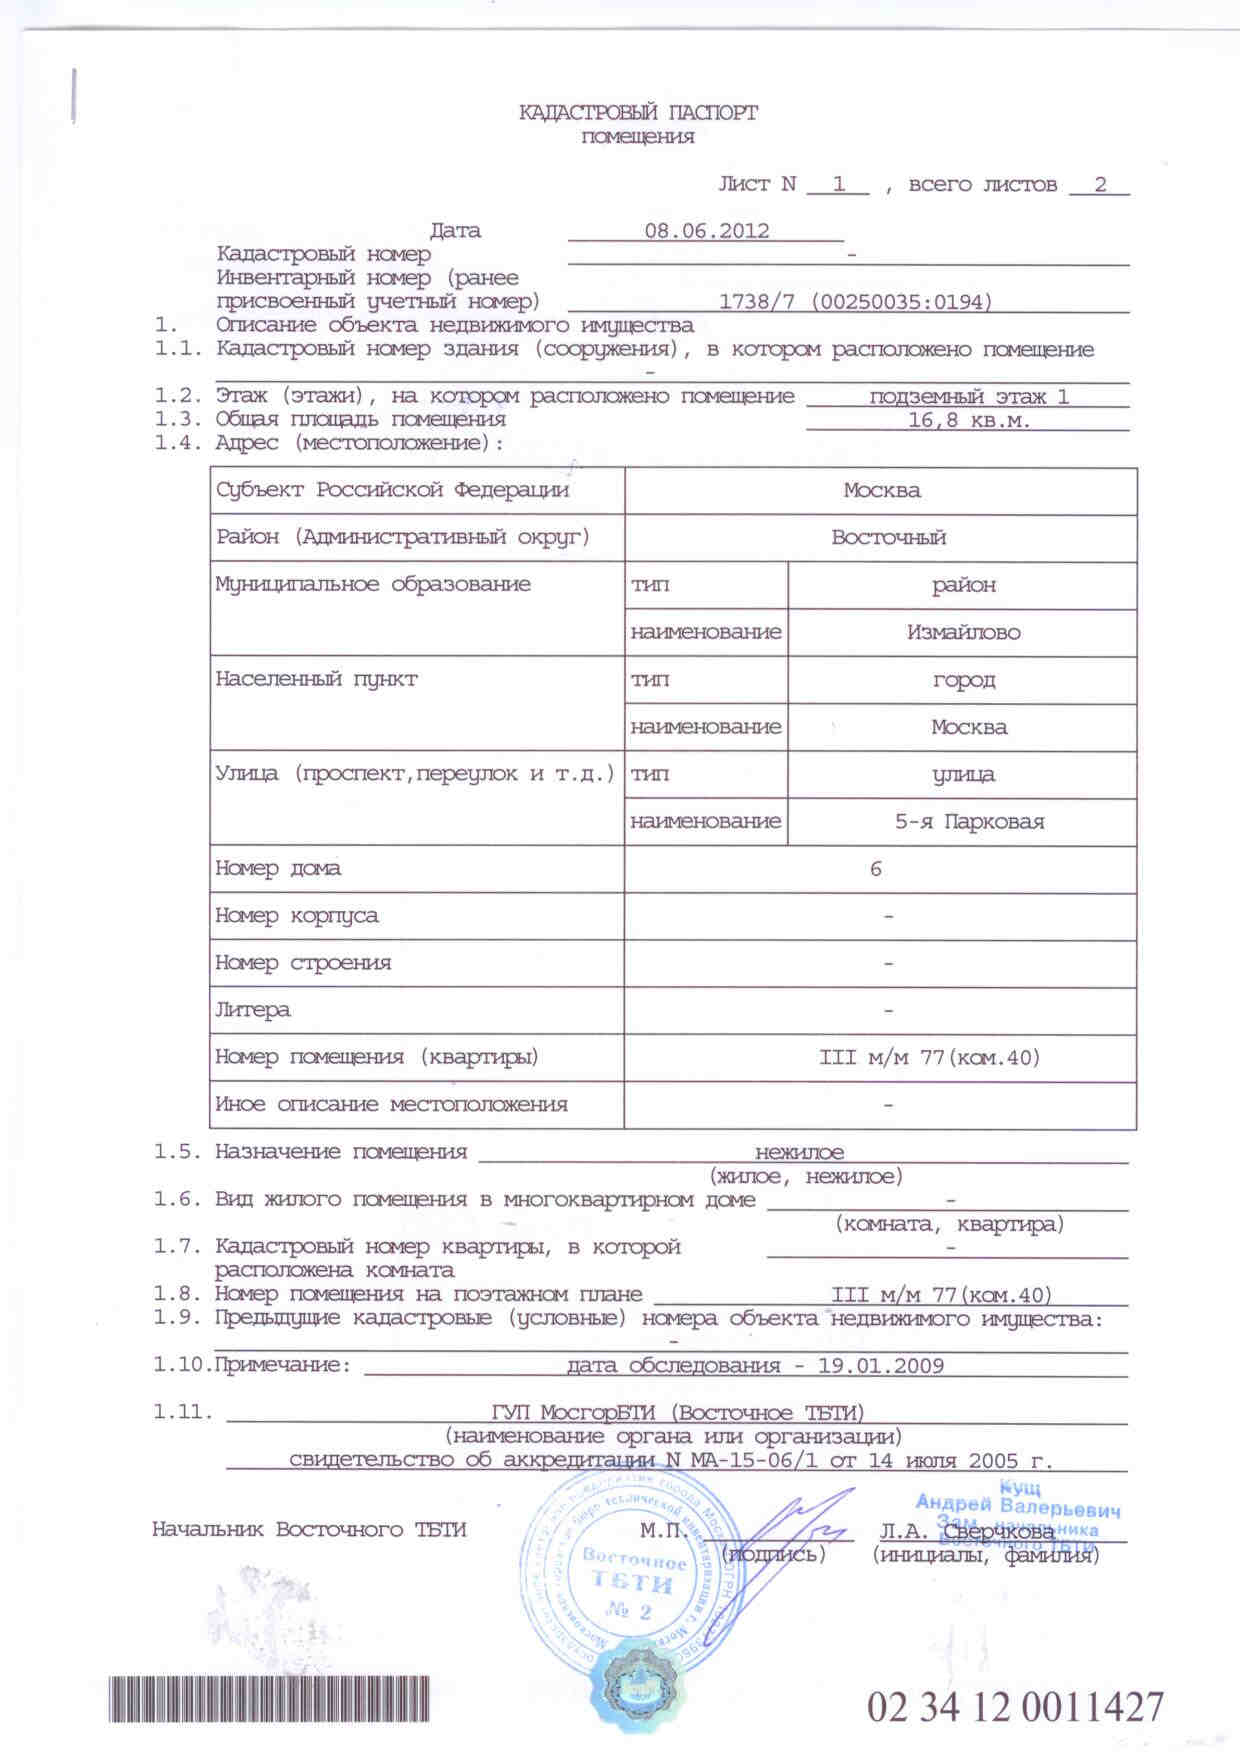 КАДАСТРОВЫЙ ПАСПОРТ
помещения
Лист N 1 , всего листов 2
Дата 08.06.2012
Кадастровый номер -
Инвентарный номер (ранее
присвоенный учетный номер) 1738/7 (00250035:0194)
1. Описание объекта недвижимого имущества
1.1. Кадастровый номер здания (сооружения), в котором расположено помещение
-
1.2. Этаж (этажи), на котором расположено помещение подземный этаж 1
1.3. Общая площадь помещения 16,8 кв.м.
1.4. Адрес (местоположение):
Субъект Российской Федерации Москва
Район (Административный округ) Восточный
Муниципальное образование тип район
наименование Измайлово
Населенный пункт тип город
наименование Москва
Улица (проспект,переулок и т.д.) тип улица
наименование 5-я Парковая
Номер дома 6
Номер корпуса -
Номер строения -
Литера -
Номер помещения (квартиры) III м/м 77(ком.40)
Иное описание местоположения -
1.5. Назначение помещения нежилое
(жилое, нежилое)
1.6. Вид жилого помещения в многоквартирном доме -
(комната, квартира)
1.7. Кадастровый номер квартиры, в которой -
расположена комната
1.8. Номер помещения на поэтажном плане III м/м 77(ком.40)
1.9. Предыдущие кадастровые (условные) номера объекта недвижимого имущества:
-
1.10.Примечание: дата обследования - 19.01.2009
1.11. ГУП МосгорБТИ (Восточное ТБТИ)
(наименование органа или организации)
свидетельство об аккредитации N МА-15-06/1 от 14 июля 2005 г.
Кущ
Андрей Валерьевич
Зам. начальника
Восточного ТБТИ
Начальник Восточного ТБТИ М.П. Л.А. Сверчкова
(подпись) (инициалы, фамилия)
Восточное
ТБТИ
№ 2
02 34 12 0011427